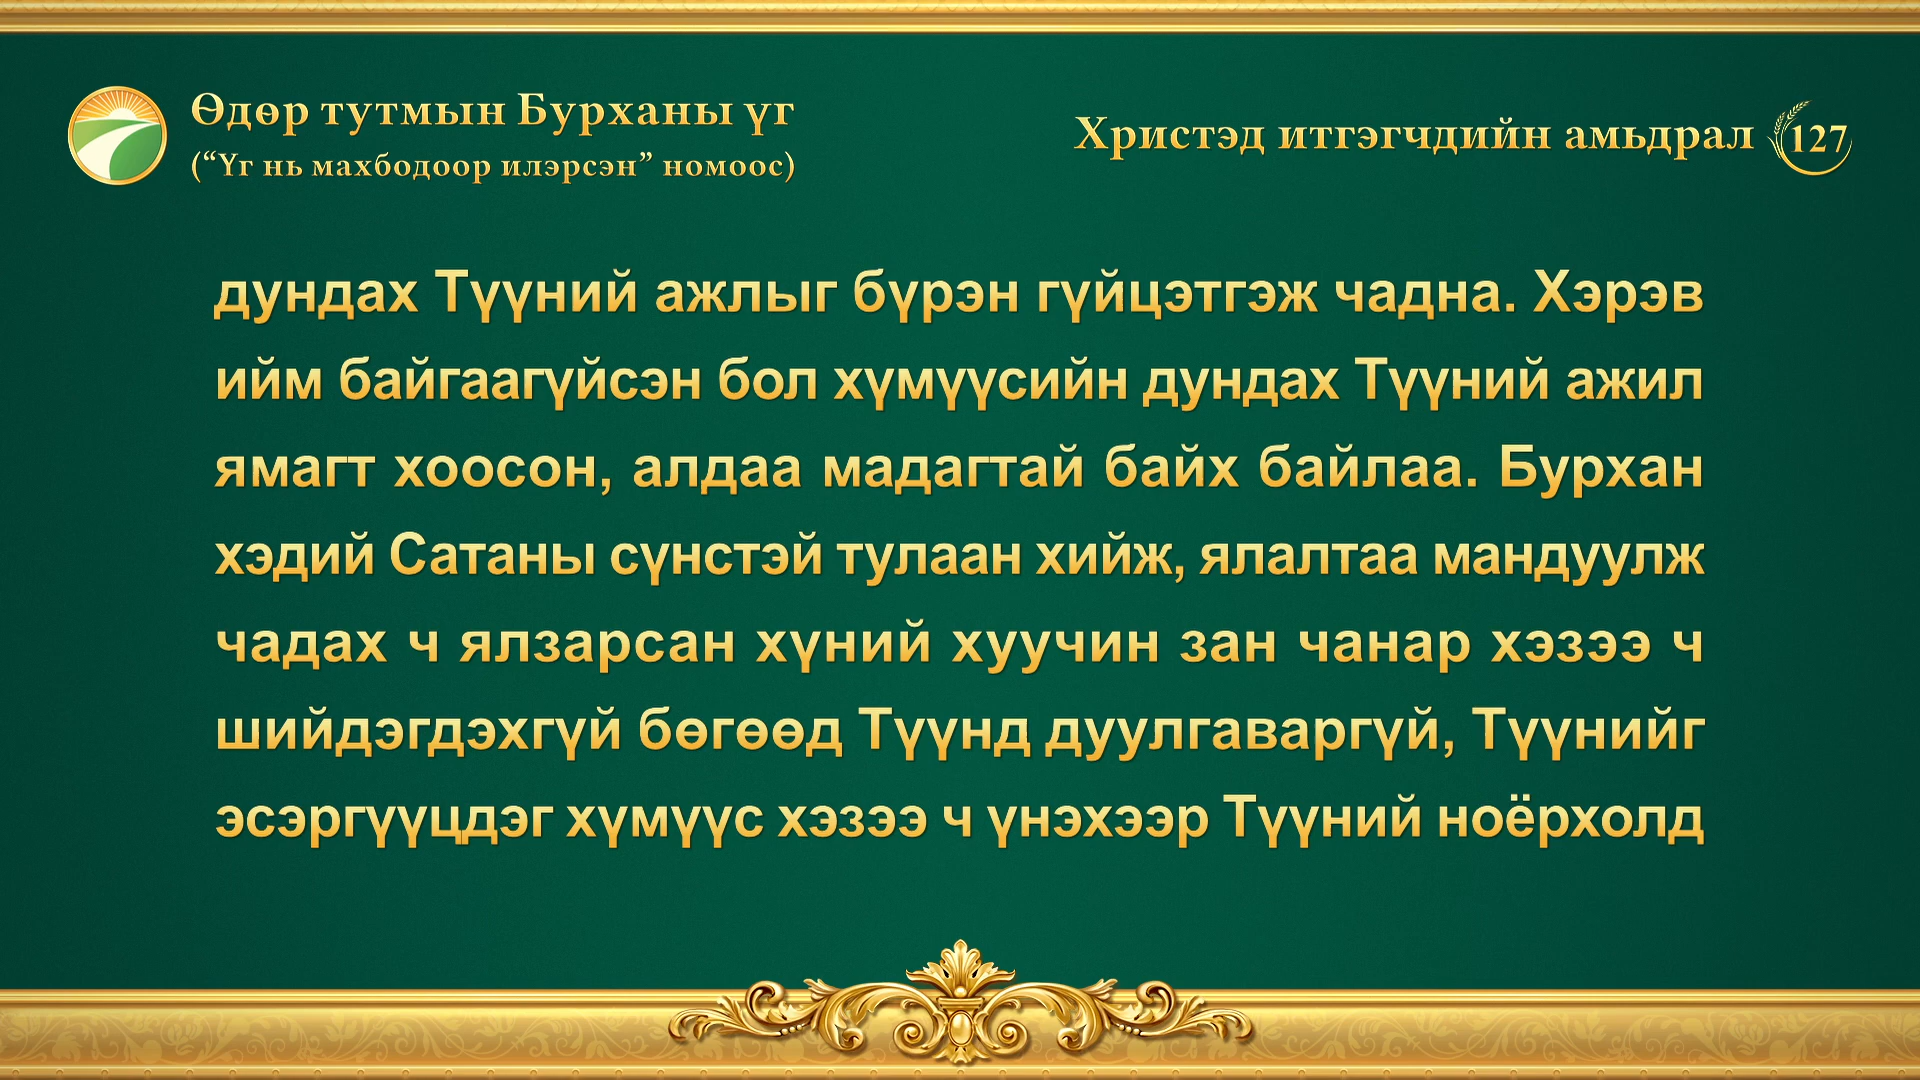 Өдөр тутмын Бурханы үг
(“Үг нь махбодоор илэрсэн” номоос)
Христэд итгэгчдийн амьдрал 127
дундах Түүний ажлыг бүрэн гүйцэтгэж чадна. Хэрэв
ийм байгаагүйсэн бол хүмүүсийн дундах Түүний ажил
ямагт хоосон, алдаа мадагтай байх байлаа. Бурхан
хэдий Сатаны сүнстэй тулаан хийж, ялалтаа мандуулж
чадах ч ялзарсан хүний хуучин зан чанар хэзээ ч
шийдэгдэхгүй бөгөөд Түүнд дуулгаваргүй, Түүнийг
эсэргүүцдэг хүмүүс хэзээ ч үнэхээр Түүний ноёрхолд